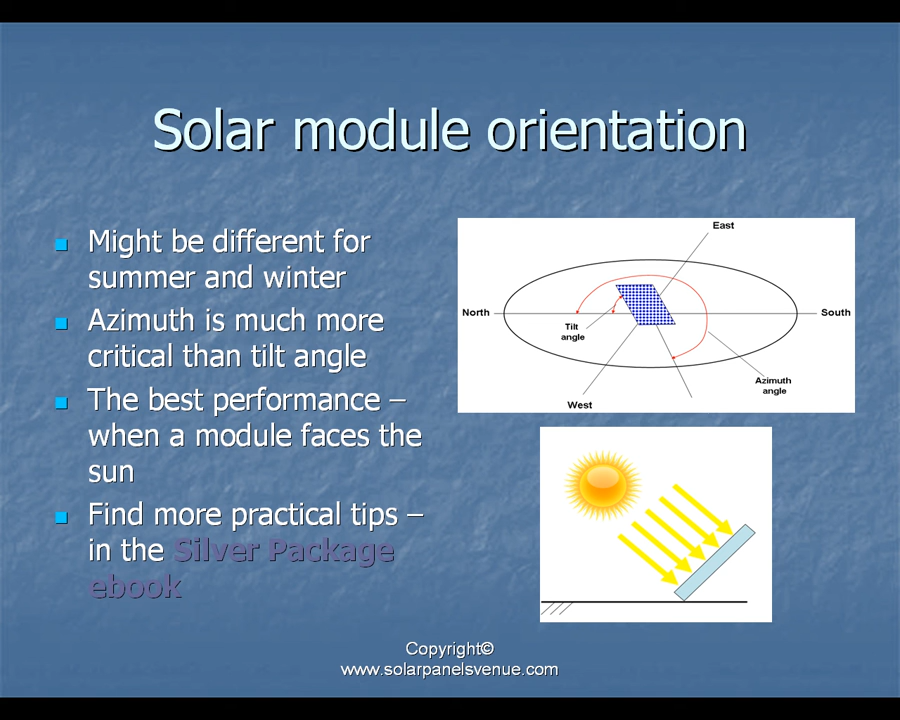 Solar module orientation
Might be different for
summer and winter
Azimuth is much more
critical than tilt angle
The best performance –
when a module faces the
sun
Find more practical tips –
in the Silver Package
ebook
East
North
South
Tilt
angle
Azimuth
angle
West
Copyright©
www.solarpanelsvenue.com